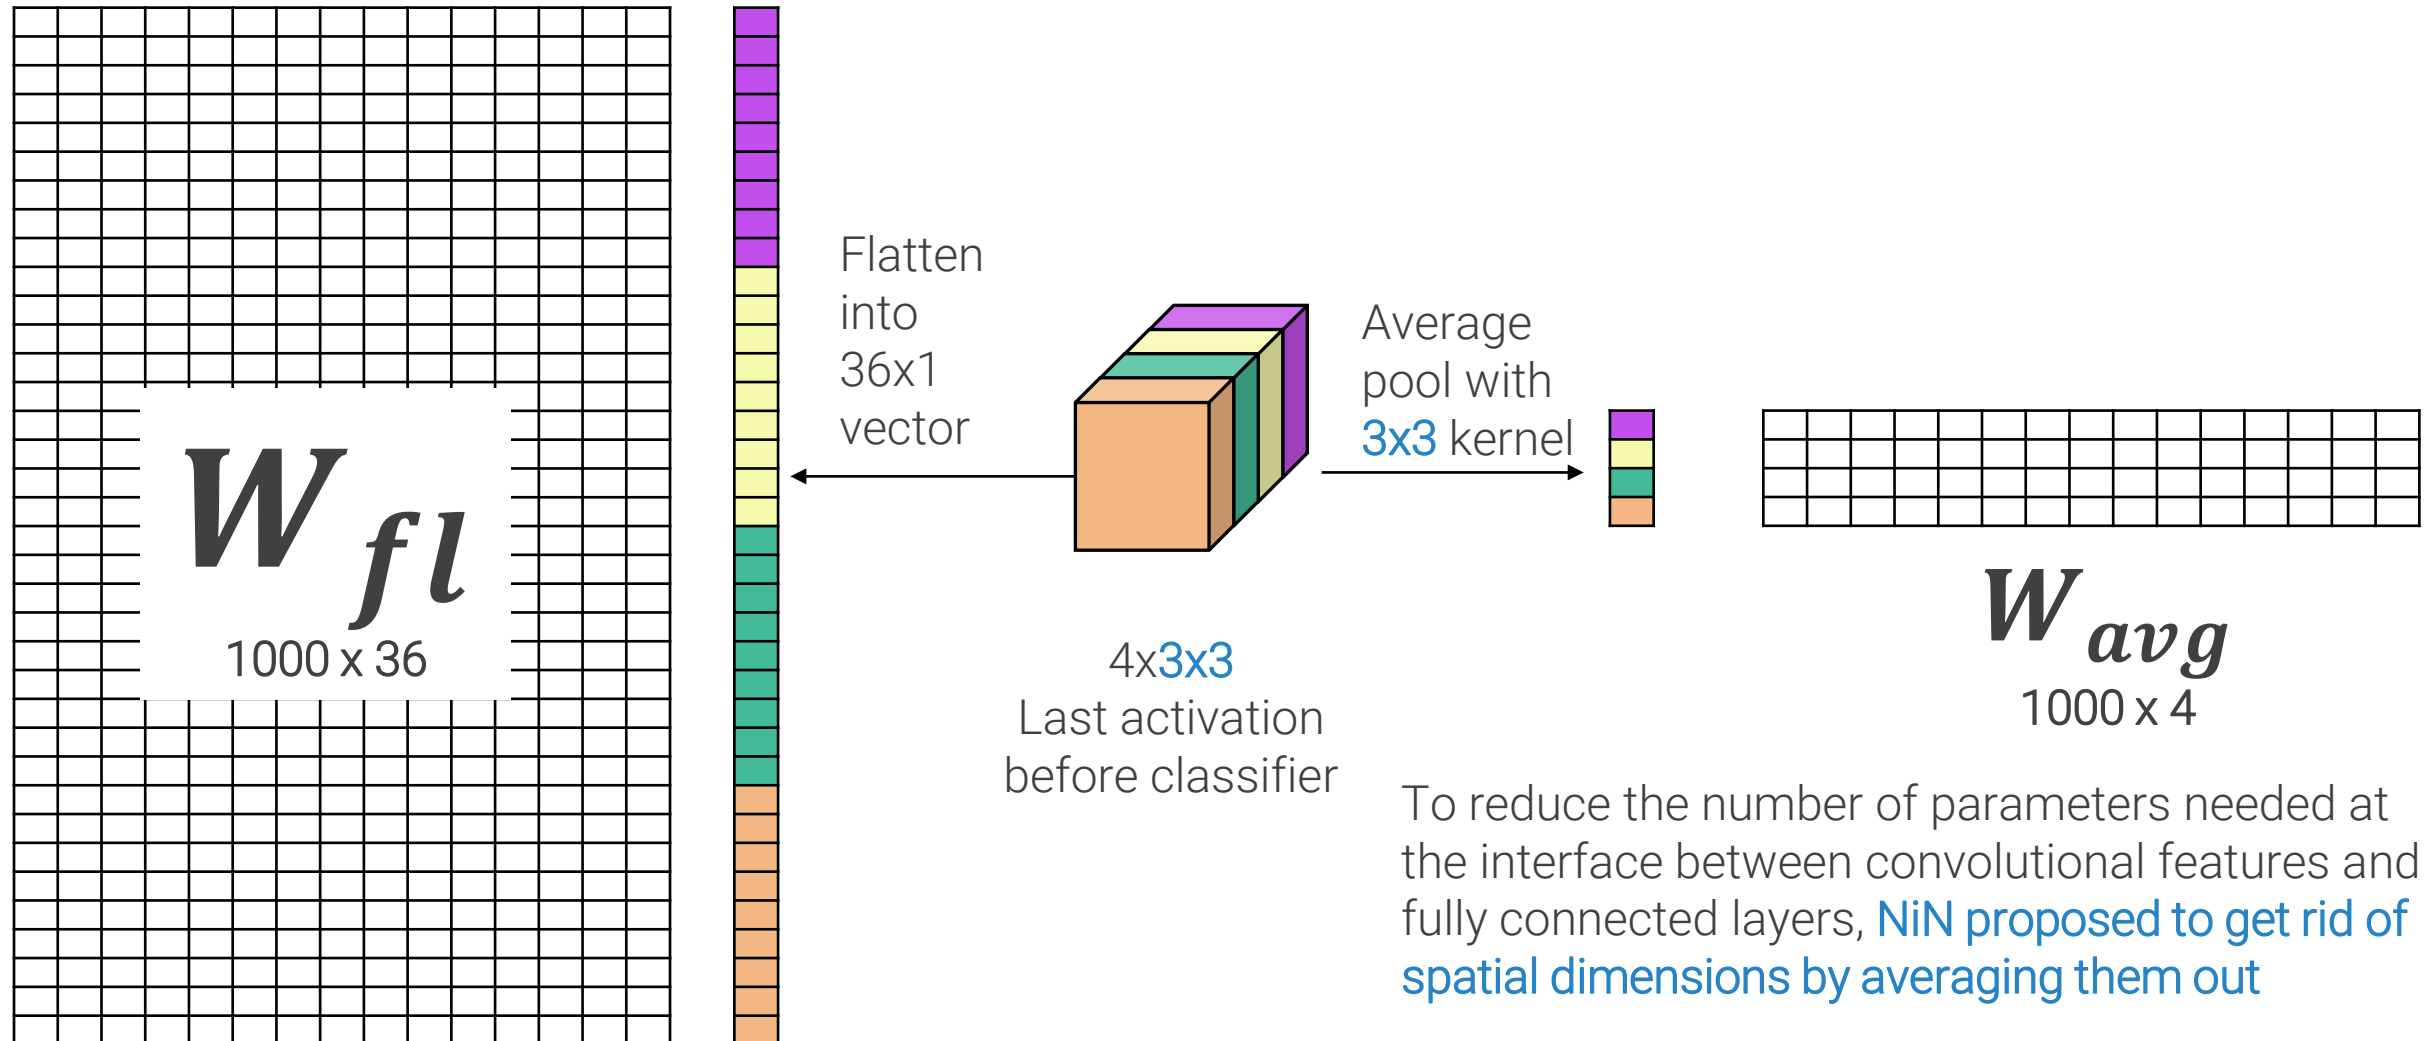 W fl
1000 x 36
Flatten
into
36x1
vector
4x3x3
Last activation
before classifier
Average
pool with
3x3 kernel
W avg
1000 x 4
To reduce the number of parameters needed at
the interface between convolutional features and
fully connected layers, NiN proposed to get rid of
spatial dimensions by averaging them out